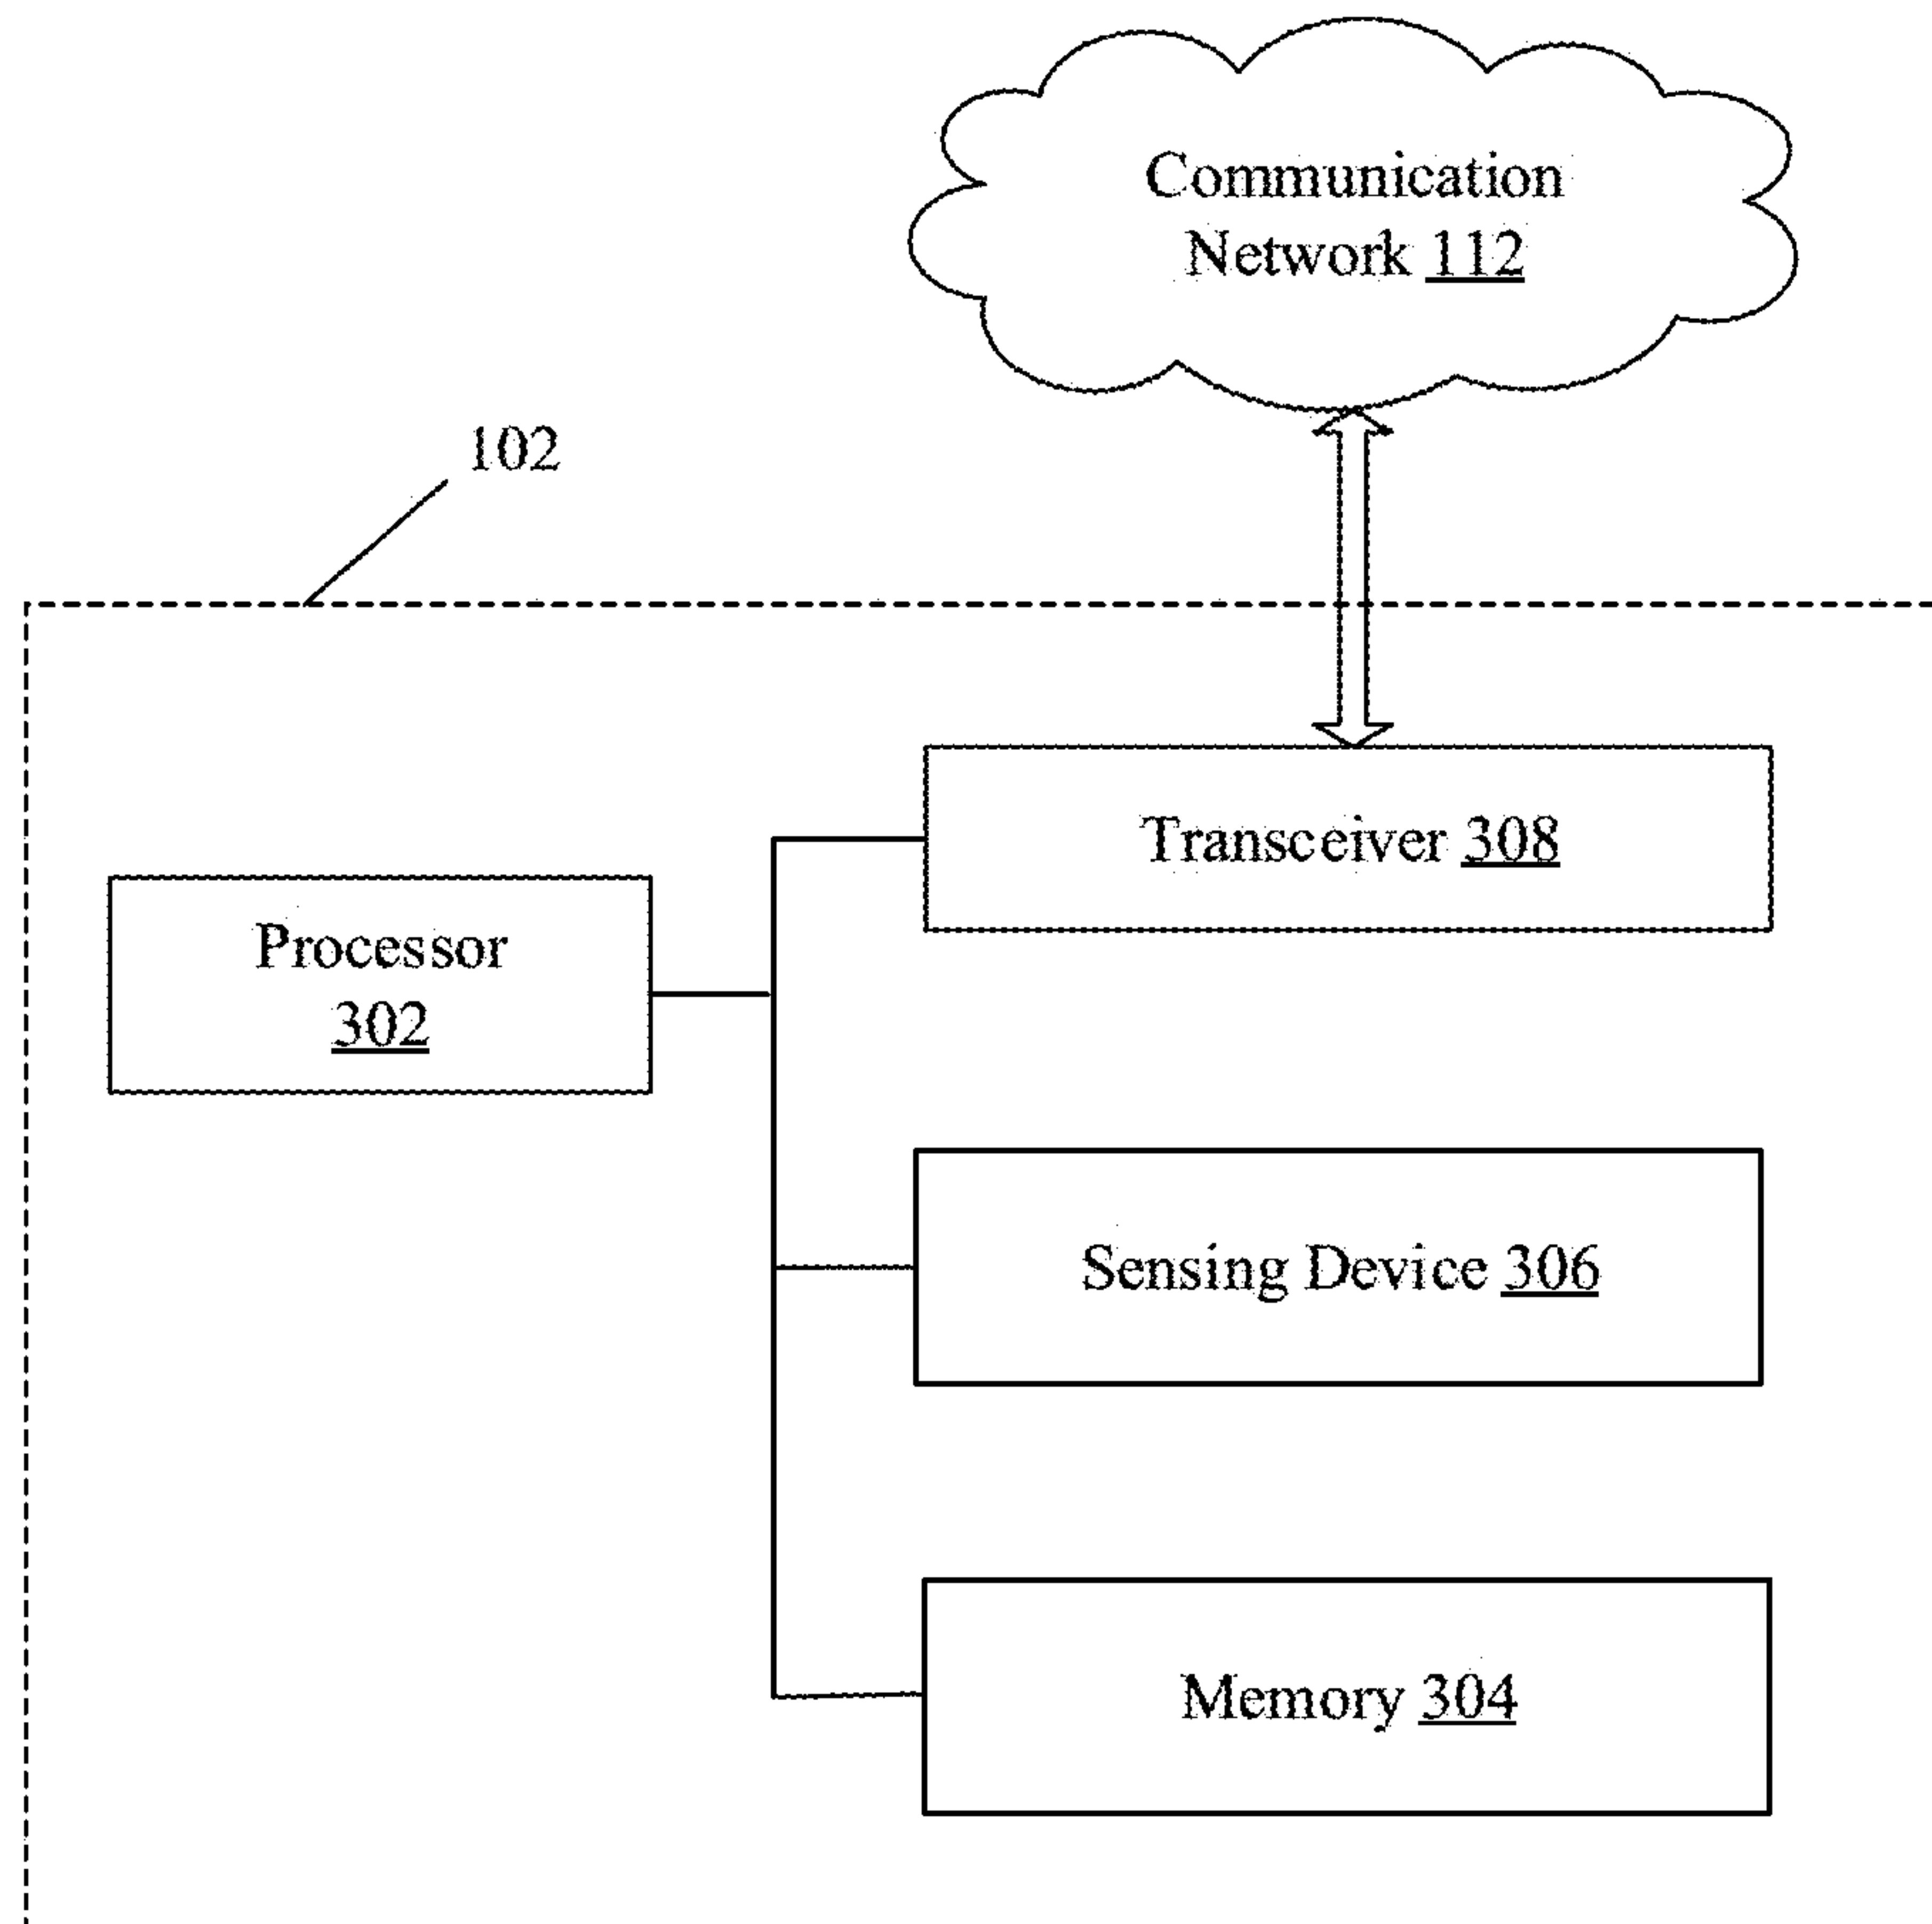 Communication
Network 112
102
Transceiver 308
Processor
302
Sensing Device 306
Memory 304